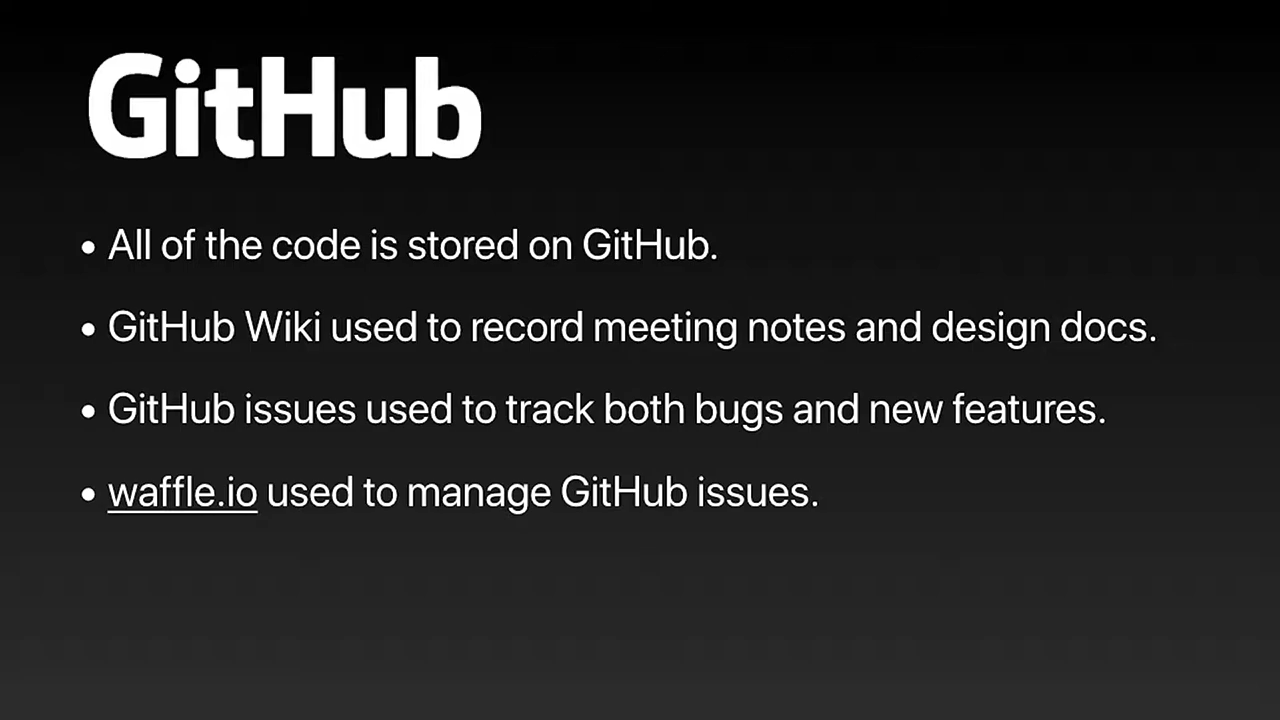 GitHub
• All of the code is stored on GitHub.
• GitHub Wiki used to record meeting notes and design docs.
• GitHub issues used to track both bugs and new features.
• waffle.io used to manage GitHub issues.